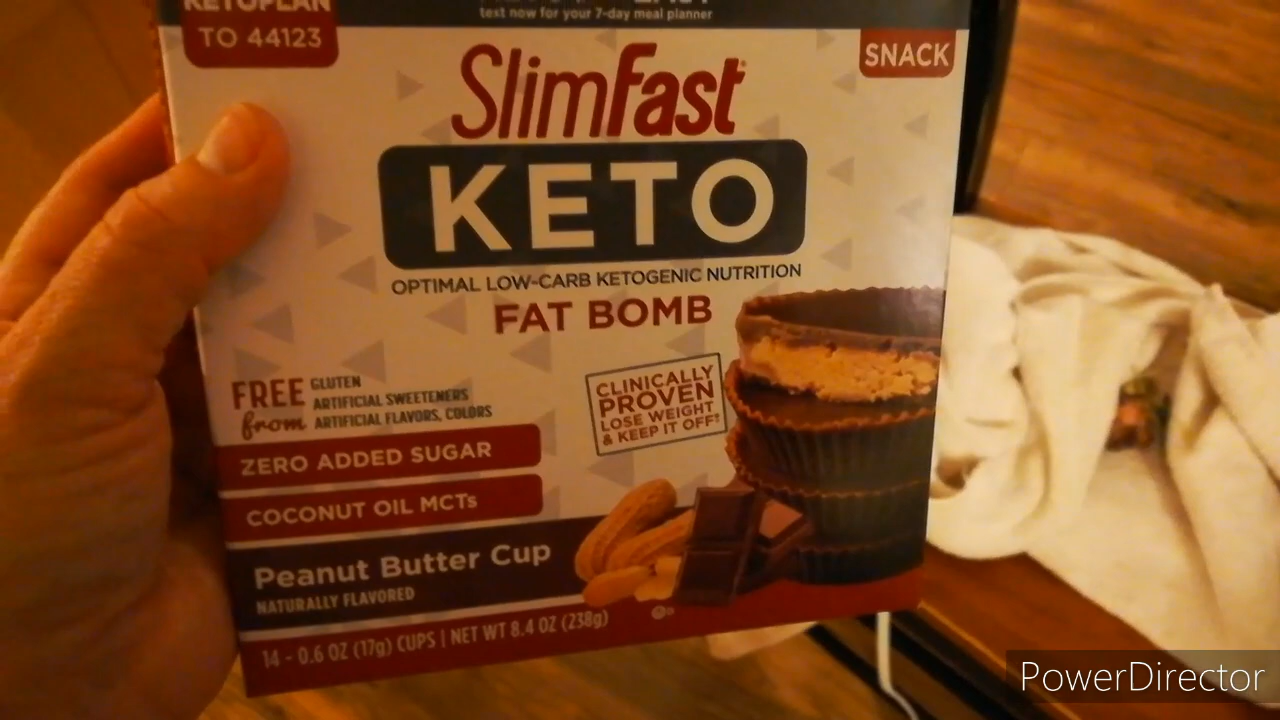 KETOPLAN
TO 44123
test now for your 7-day meal planner
SNACK
SlimFast
KETO
OPTIMAL LOW-CARB KETOGENIC NUTRITION
FAT BOMB
FREE from
GLUTEN
ARTIFICIAL SWEETENERS
ARTIFICIAL FLAVORS, COLORS
CLINICALLY
PROVEN
LOSE WEIGHT
& KEEP IT OFF
ZERO ADDED SUGAR
COCONUT OIL MCTs
Peanut Butter Cup
NATURALLY FLAVORED
14 - 0.6 OZ (17g) CUPS | NET WT 8.4 OZ (238g)
PowerDirector